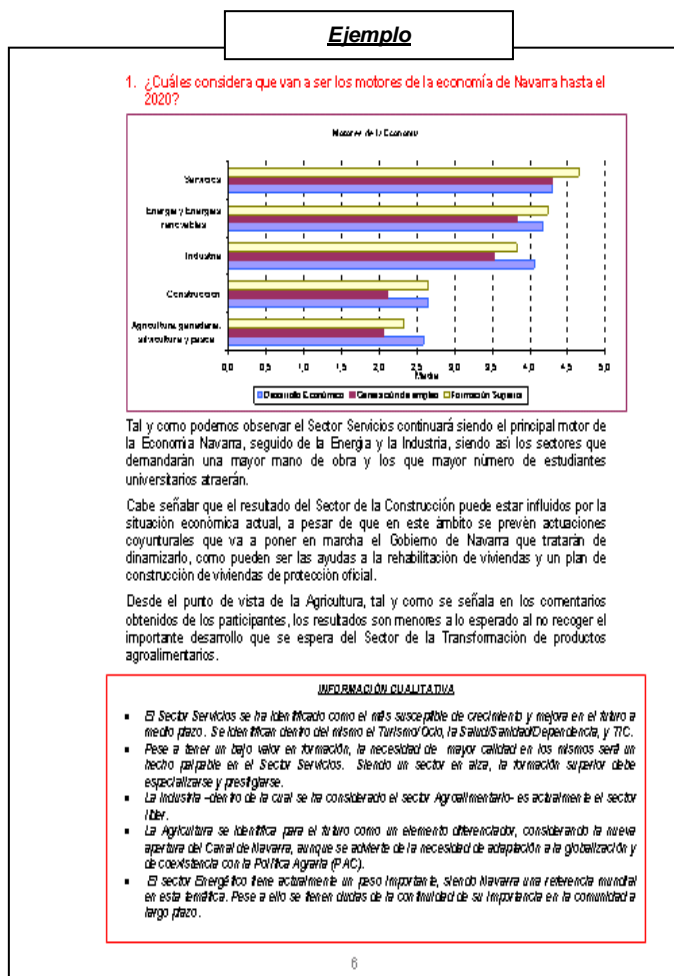 Ejemplo
1. ¿Cuáles considera que van a ser los motores de la economía de Navarra hasta el
2020?
Motores de la Economía
Servicios
Energía y Energías
renovables
Industria
Construcción
Agricultura, ganadería,
silvicultura y pesca
0,0 0,5 1,0 1,5 2,0 2,5 3,0 3,5 4,0 4,5 5,0
Media
Desarrollo Económico Generación de empleo Formación Superior
Tal y como podemos observar el Sector Servicios continuará siendo el principal motor de
la Economía Navarra, seguido de la Energía y la Industria, siendo así los sectores que
demandarán una mayor mano de obra y los que mayor número de estudiantes
universitarios atraerán.
Cabe señalar que el resultado del Sector de la Construcción puede estar influidos por la
situación económica actual, a pesar de que en este ámbito se prevén actuaciones
coyunturales que va a poner en marcha el Gobierno de Navarra que tratarán de
dinamizarlo, como pueden ser las ayudas a la rehabilitación de viviendas y un plan de
construcción de viviendas de protección oficial.
Desde el punto de vista de la Agricultura, tal y como se señala en los comentarios
obtenidos de los participantes, los resultados son menores a lo esperado al no recoger el
importante desarrollo que se espera del Sector de la Transformación de productos
agroalimentarios.
INFORMACIÓN CUALITATIVA
▪ El Sector Servicios se ha identificado como el más susceptible de crecimiento y mejora en el futuro a
medio plazo. Se identifican dentro del mismo el Turismo/Ocio, la Salud/Sanidad/Dependencia, y TIC.
▪ Pese a tener un bajo valor en formación, la necesidad de mayor calidad en los mismos será un
hecho palpable en el Sector Servicios. Siendo un sector en alza, la formación superior debe
especializarse y prestigiarse.
▪ La Industria -dentro de la cual se ha considerado el sector Agroalimentario- es actualmente el sector
líder.
▪ La Agricultura se identifica para el futuro como un elemento diferenciador, considerando la nueva
apertura del Canal de Navarra, aunque se advierte de la necesidad de adaptación a la globalización y
de coexistencia con la Política Agraria (PAC).
▪ El sector Energético tiene actualmente un peso importante, siendo Navarra una referencia mundial
en esta temática. Pese a ello se tienen dudas de la continuidad de su importancia en la comunidad a
largo plazo.
6